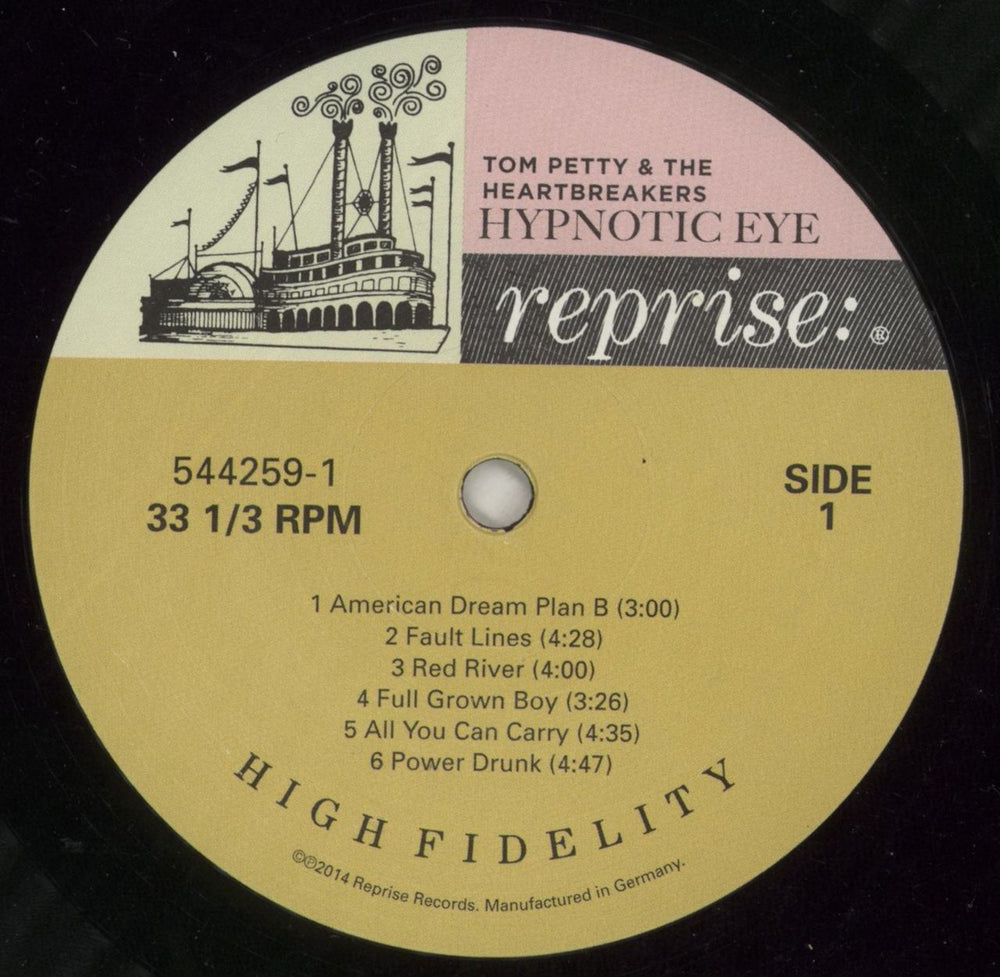 TOM PETTY & THE
HEARTBREAKERS
HYPNOTIC EYE
reprise:®
544259-1
33 1/3 RPM
SIDE
1
1 American Dream Plan B (3:00)
2 Fault Lines (4:28)
3 Red River (4:00)
4 Full Grown Boy (3:26)
5 All You Can Carry (4:35)
6 Power Drunk (4:47)
HIGH FIDELITY
©℗2014 Reprise Records. Manufactured in Germany.